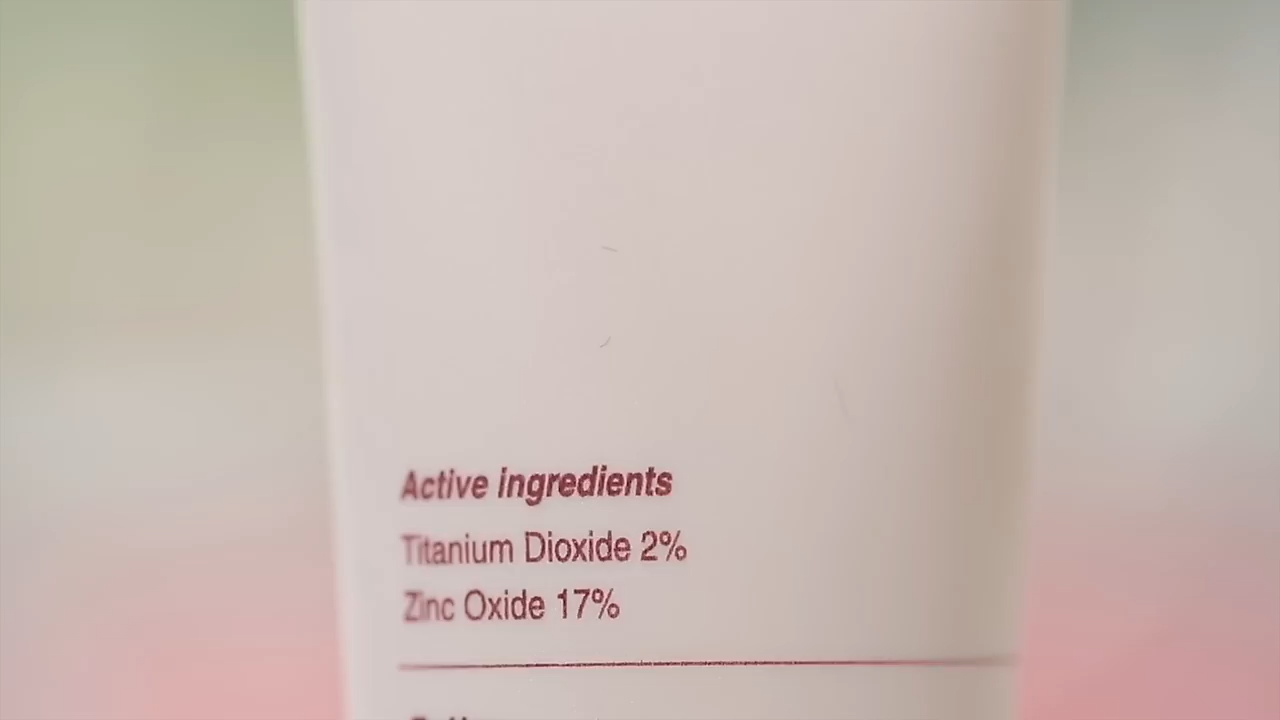 Active ingredients
Titanium Dioxide 2%
Zinc Oxide 17%